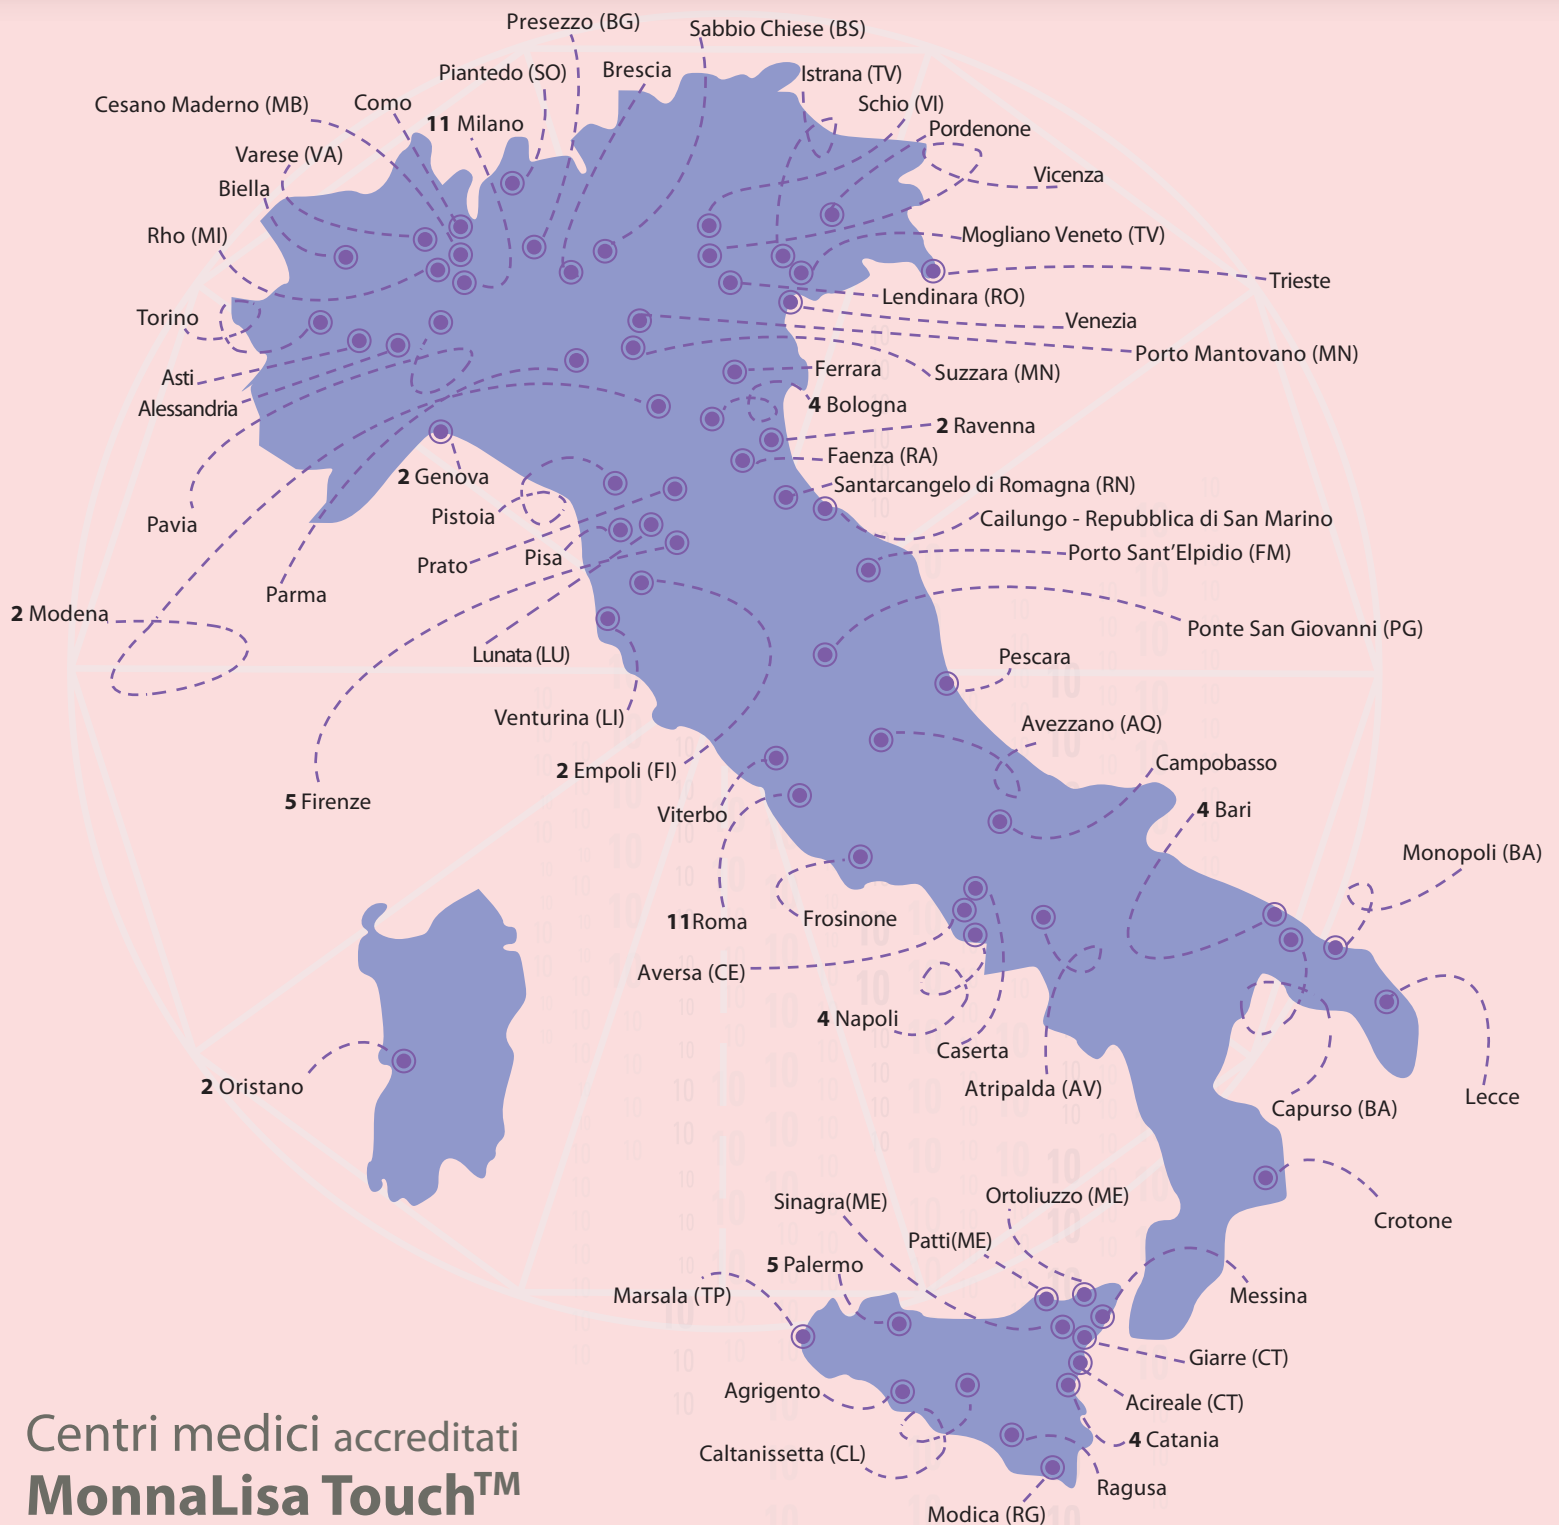 Presezzo (BG)
Sabbio Chiese (BS)
Piantedo (SO)
Brescia
Istrana (TV)
Cesano Maderno (MB)
Como
Schio (VI)
11 Milano
Pordenone
Varese (VA)
Vicenza
Biella
Rho (MI)
Mogliano Veneto (TV)
Trieste
Lendinara (RO)
Torino
Venezia
Porto Mantovano (MN)
Asti
Ferrara
Suzzara (MN)
Alessandria
4 Bologna
2 Ravenna
Faenza (RA)
2 Genova
Santarcangelo di Romagna (RN)
Pavia
Pistoia
Cailungo - Repubblica di San Marino
Prato
Pisa
Porto Sant'Elpidio (FM)
Parma
2 Modena
Ponte San Giovanni (PG)
Lunata (LU)
Pescara
Venturina (LI)
Avezzano (AQ)
2 Empoli (FI)
Campobasso
5 Firenze
Viterbo
4 Bari
Monopoli (BA)
11Roma
Frosinone
Aversa (CE)
4 Napoli
Caserta
2 Oristano
Atripalda (AV)
Capurso (BA)
Lecce
Sinagra(ME)
Ortoliuzzo (ME)
Crotone
Patti(ME)
5 Palermo
Marsala (TP)
Messina
Giarre (CT)
Agrigento
Acireale (CT)
Caltanissetta (CL)
4 Catania
Ragusa
Modica (RG)
Centri medici accreditati
MonnaLisa Touch™